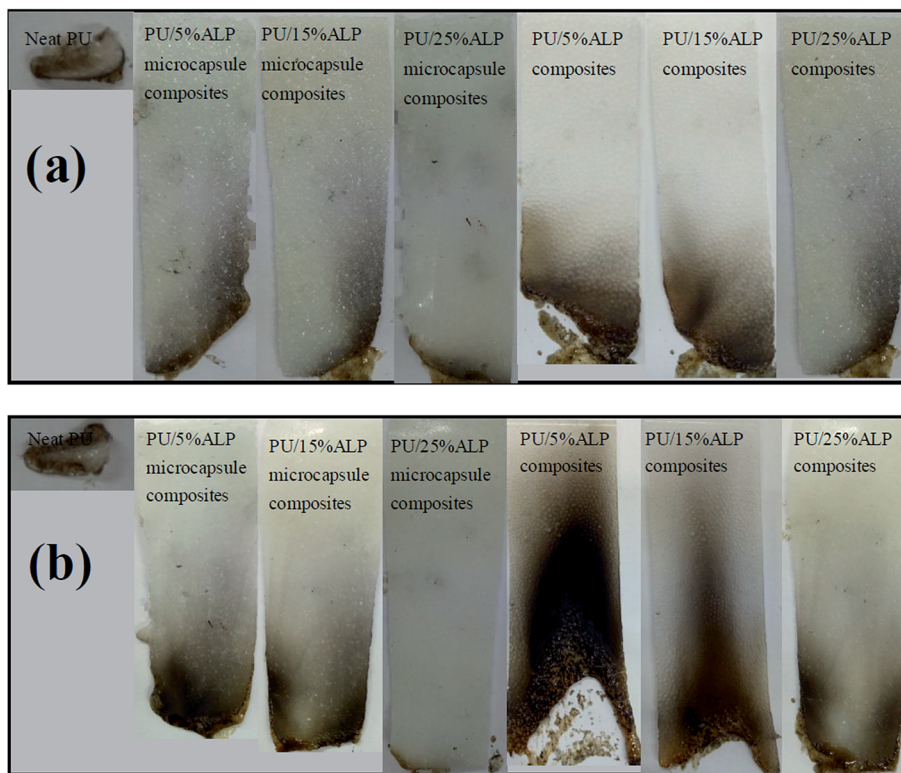 Neat PU
PU/5%ALP
microcapsule
composites
PU/15%ALP
microcapsule
composites
PU/25%ALP
microcapsule
composites
PU/5%ALP
composites
PU/15%ALP
composites
PU/25%ALP
composites
(a)
Neat PU
PU/5%ALP
microcapsule
composites
PU/15%ALP
microcapsule
composites
PU/25%ALP
microcapsule
composites
PU/5%ALP
composites
PU/15%ALP
composites
PU/25%ALP
composites
(b)